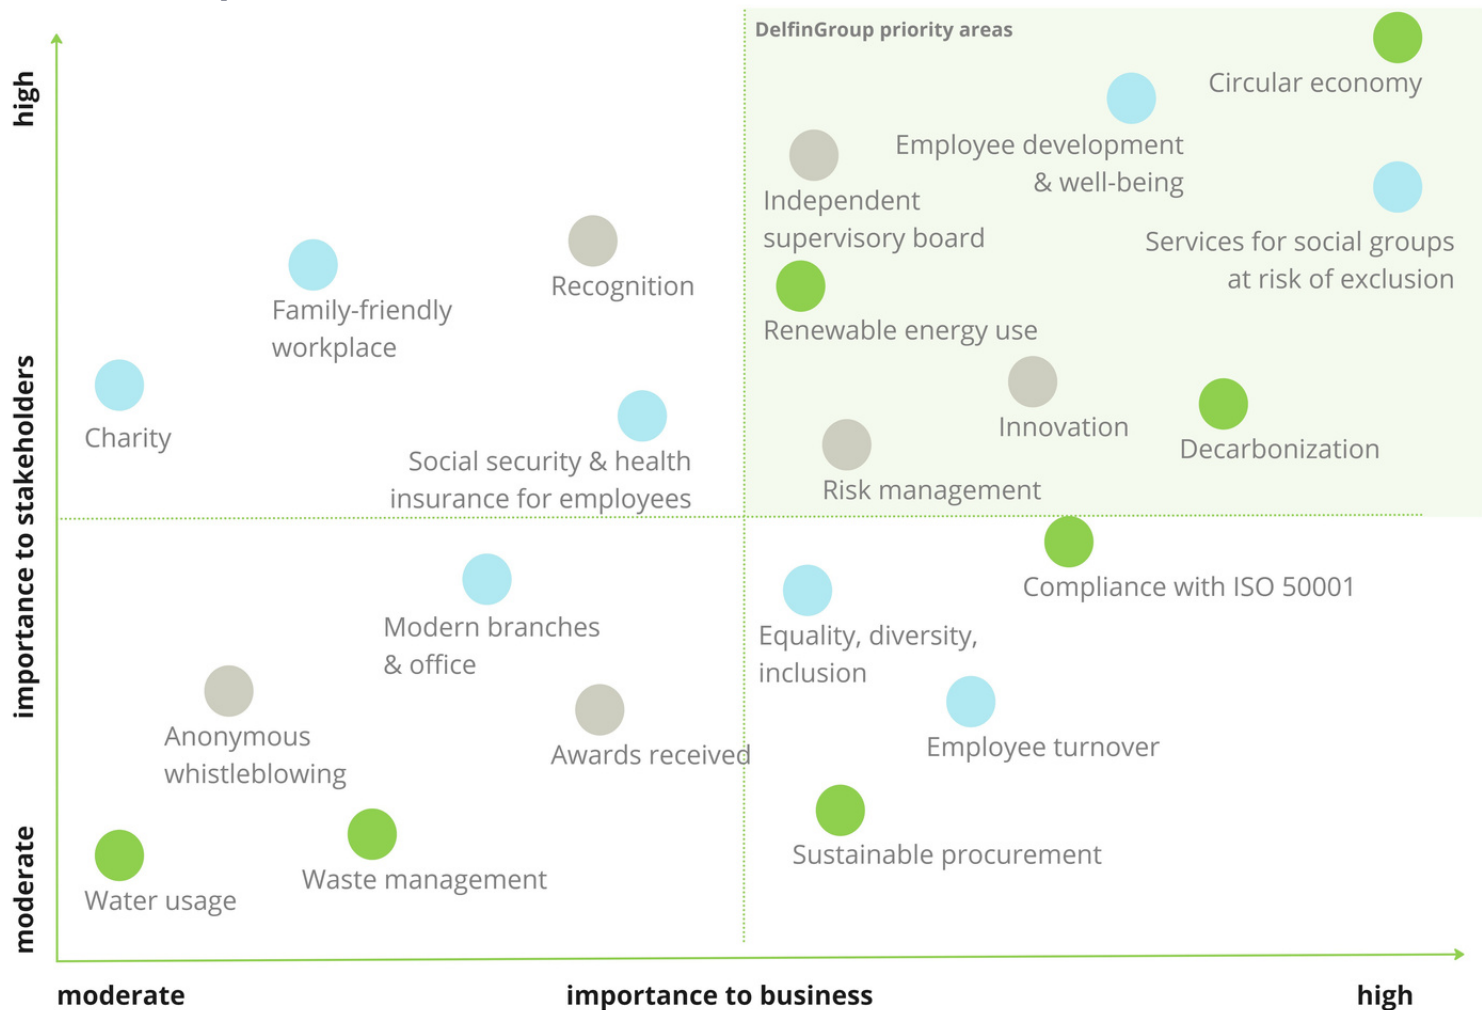 DelfinGroup priority areas
high
Circular economy
Employee development
& well-being
Independent
supervisory board
Services for social groups
at risk of exclusion
Recognition
Family-friendly
workplace
Renewable energy use
Charity
Innovation
Decarbonization
Social security & health
insurance for employees
Risk management
importance to stakeholders
Compliance with ISO 50001
Modern branches
& office
Equality, diversity,
inclusion
Anonymous
whistleblowing
Awards received
Employee turnover
Sustainable procurement
Waste management
Water usage
moderate
moderate
importance to business
high